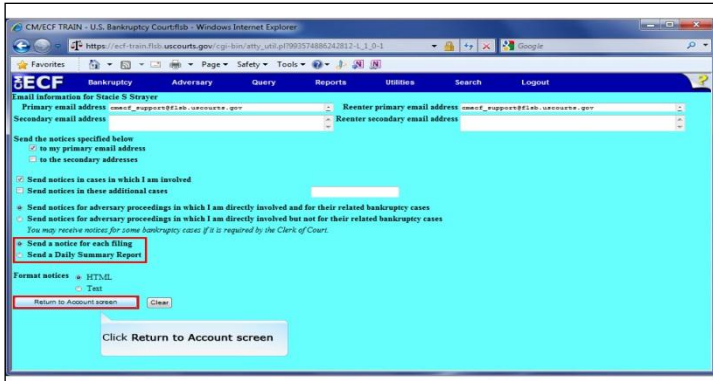 CM/ECF TRAIN - U.S. Bankruptcy Court:flsb - Windows Internet Explorer
https://ecf-train.flsb.uscourts.gov/cgi-bin/atty_util.pl?993574886242812-L_1_0-1
Google
Favorites Page Safety Tools
ECF Bankruptcy Adversary Query Reports Utilities Search Logout ?
Email information for Stacie S Strayer
Primary email address cmecf_support@flsb.uscourts.gov Reenter primary email address cmecf_support@flsb.uscourts.gov
Secondary email address Reenter secondary email address
Send the notices specified below
to my primary email address
to the secondary addresses
Send notices in cases in which I am involved
Send notices in these additional cases
Send notices for adversary proceedings in which I am directly involved and for their related bankruptcy cases
Send notices for adversary proceedings in which I am directly involved but not for their related bankruptcy cases
You may receive notices for some bankruptcy cases if it is required by the Clerk of Court.
Send a notice for each filing
Send a Daily Summary Report
Format notices HTML
Text
Return to Account screen Clear
Click Return to Account screen